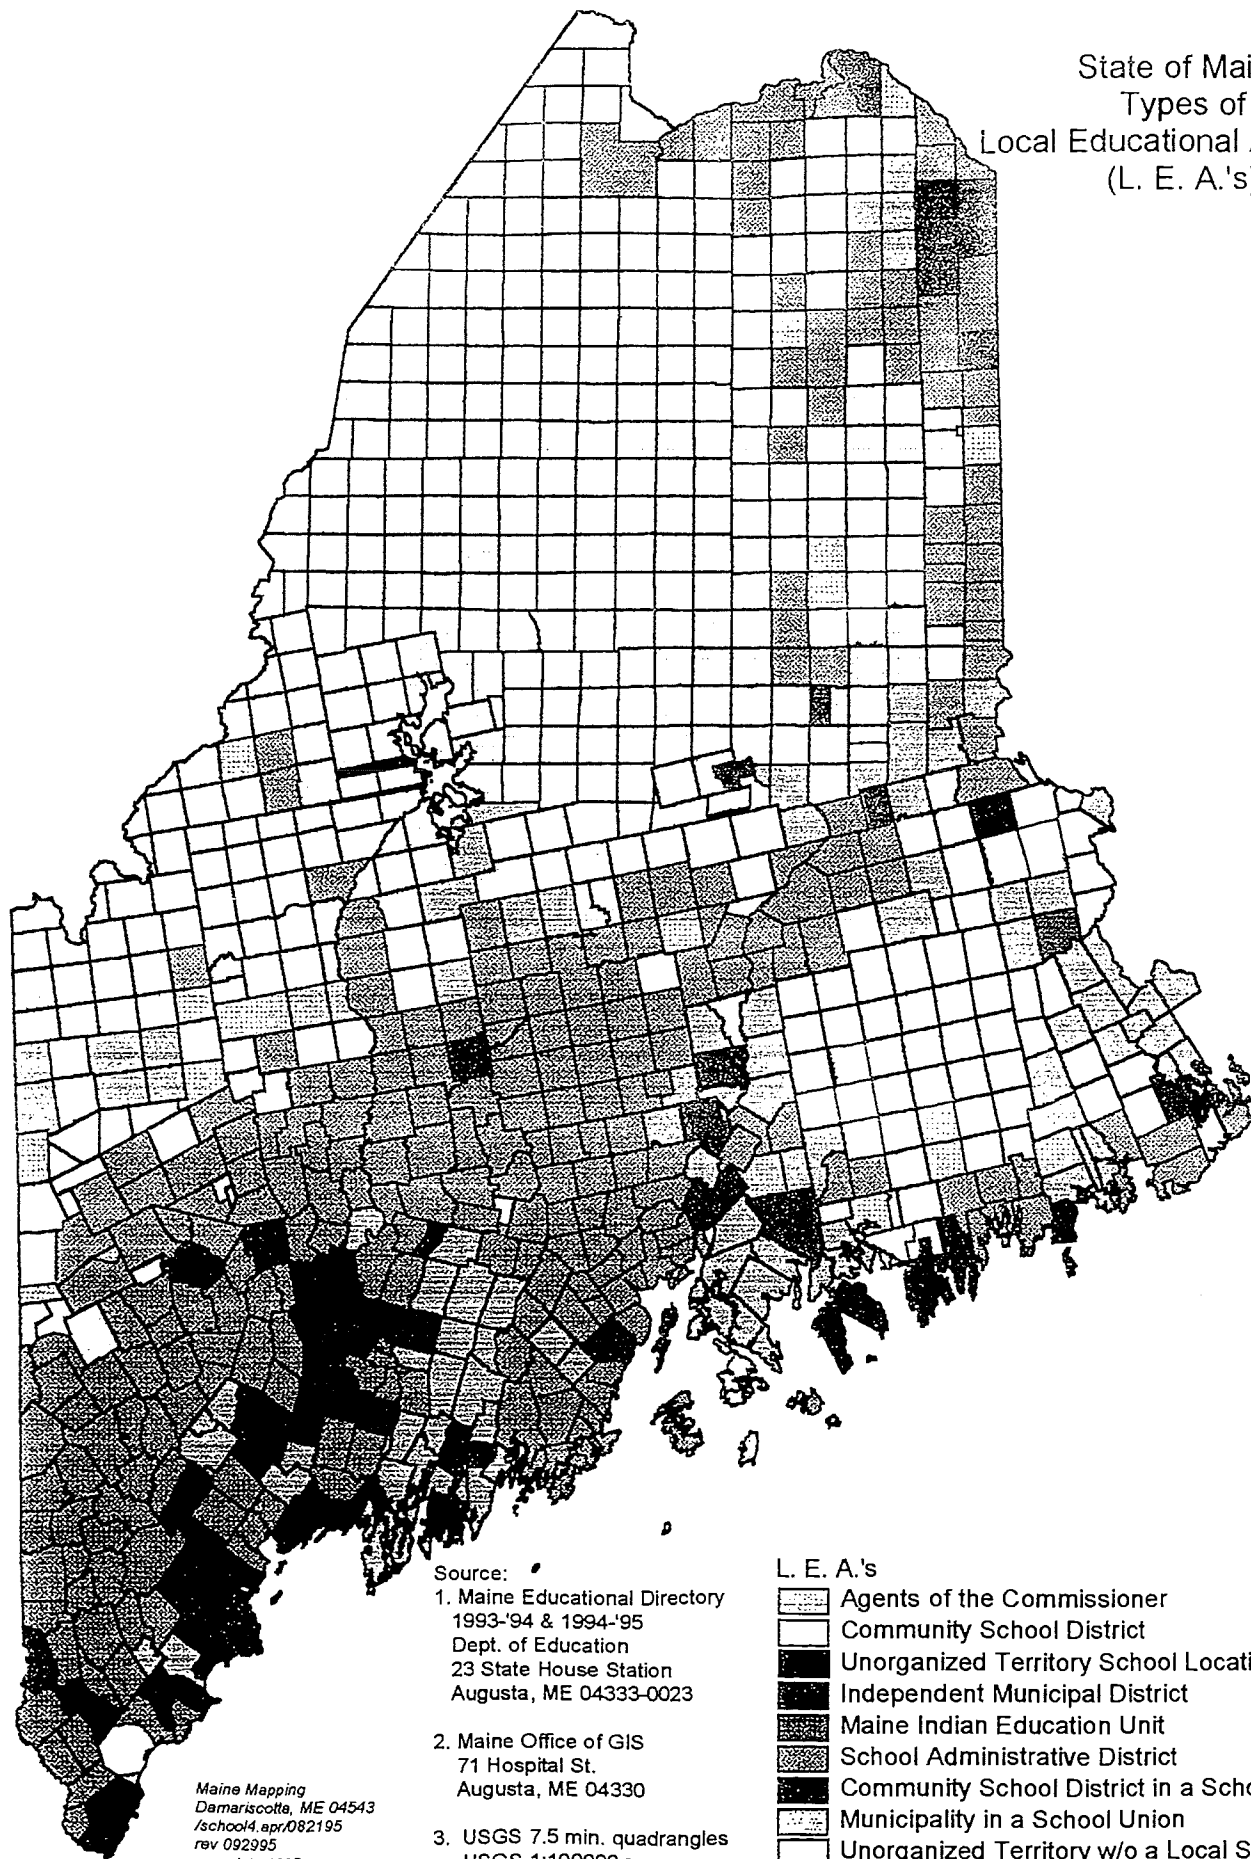 State of Mai
Types of
Local Educational
(L. E. A.'s)
Source:
1. Maine Educational Directory
1993-'94 & 1994-'95
Dept. of Education
23 State House Station
Augusta, ME 04333-0023
2. Maine Office of GIS
71 Hospital St.
Augusta, ME 04330
3. USGS 7.5 min. quadrangles
Maine Mapping
Damariscotta, ME 04543
/school4.apr/082195
rev 092995
L. E. A.'s
Agents of the Commissioner
Community School District
Unorganized Territory School Locati
Independent Municipal District
Maine Indian Education Unit
School Administrative District
Community School District in a Scho
Municipality in a School Union
Unorganized Territory w/o a Local S